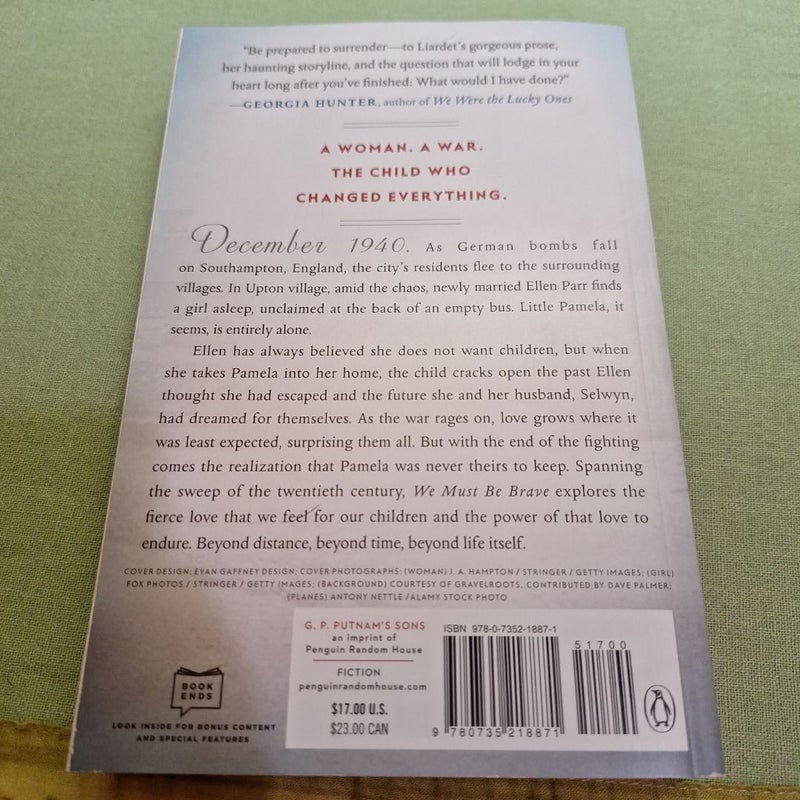 "Be prepared to surrender—to Liardet's gorgeous prose,
her haunting storyline, and the question that will lodge in your
heart long after you've finished: What would I have done?"
—GEORGIA HUNTER, author of We Were the Lucky Ones
A WOMAN. A WAR.
THE CHILD WHO
CHANGED EVERYTHING.
December 1940. As German bombs fall
on Southampton, England, the city's residents flee to the surrounding
villages. In Upton village, amid the chaos, newly married Ellen Parr finds
a girl asleep, unclaimed at the back of an empty bus. Little Pamela, it
seems, is entirely alone.
Ellen has always believed she does not want children, but when
she takes Pamela into her home, the child cracks open the past Ellen
thought she had escaped and the future she and her husband, Selwyn,
had dreamed for themselves. As the war rages on, love grows where it
was least expected, surprising them all. But with the end of the fighting
comes the realization that Pamela was never theirs to keep. Spanning
the sweep of the twentieth century, We Must Be Brave explores the
fierce love that we feel for our children and the power of that love to
endure. Beyond distance, beyond time, beyond life itself.
COVER DESIGN: EVAN GAFFNEY DESIGN; COVER PHOTOGRAPHS: (WOMAN) J. A. HAMPTON / STRINGER / GETTY IMAGES; (GIRL)
FOX PHOTOS / STRINGER / GETTY IMAGES; (BACKGROUND) COURTESY OF GRAVELROOTS, CONTRIBUTED BY DAVE PALMER;
(PLANES) ANTONY NETTLE / ALAMY STOCK PHOTO
BOOK
ENDS
LOOK INSIDE FOR BONUS CONTENT
AND SPECIAL FEATURES
G. P. PUTNAM'S SONS
an imprint of
Penguin Random House
FICTION
penguinrandomhouse.com
$17.00 U.S.
$23.00 CAN
ISBN 978-0-7352-1887-1
51700
9 780735 218871